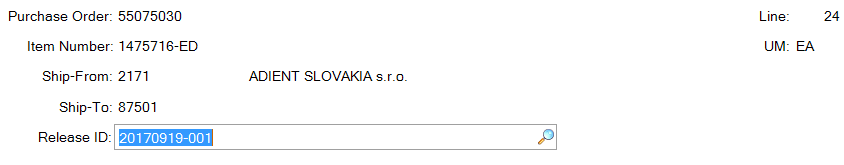 Purchase Order: 55075030 Line: 24
Item Number: 1475716-ED UM: EA
Ship-From: 2171 ADIENT SLOVAKIA s.r.o.
Ship-To: 87501
Release ID: 20170919-001